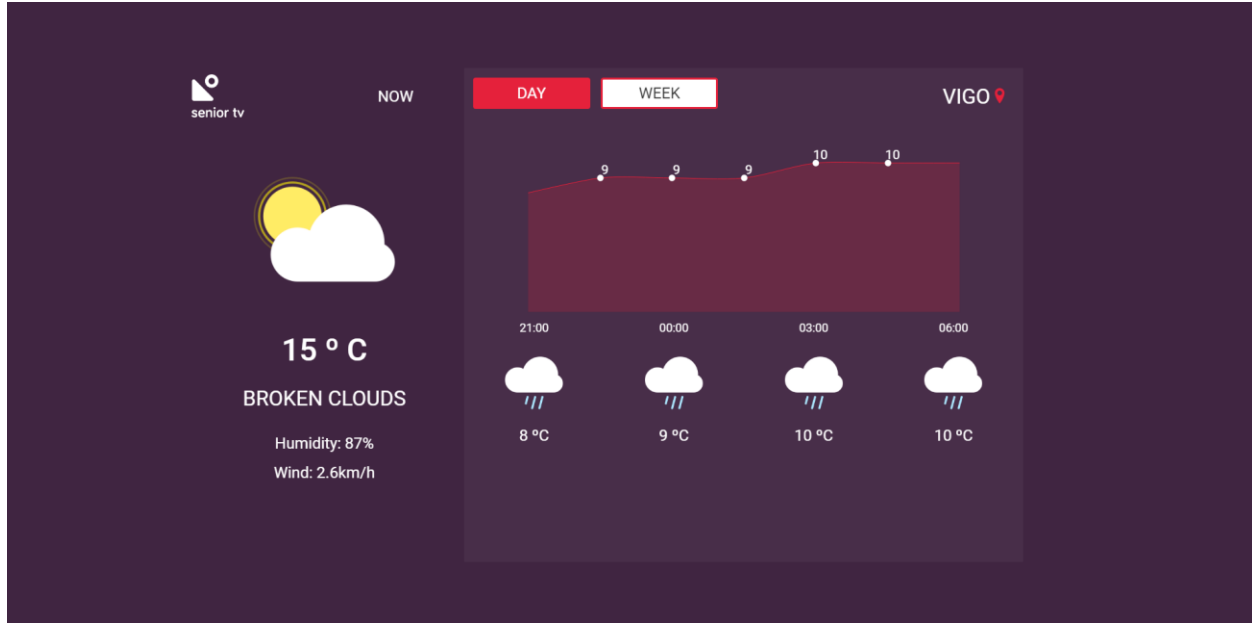 senior tv
NOW
15 º C
BROKEN CLOUDS
Humidity: 87%
Wind: 2.6km/h
DAY WEEK VIGO
9 9 9 10 10
21:00 00:00 03:00 06:00
8 ºC 9 ºC 10 ºC 10 ºC